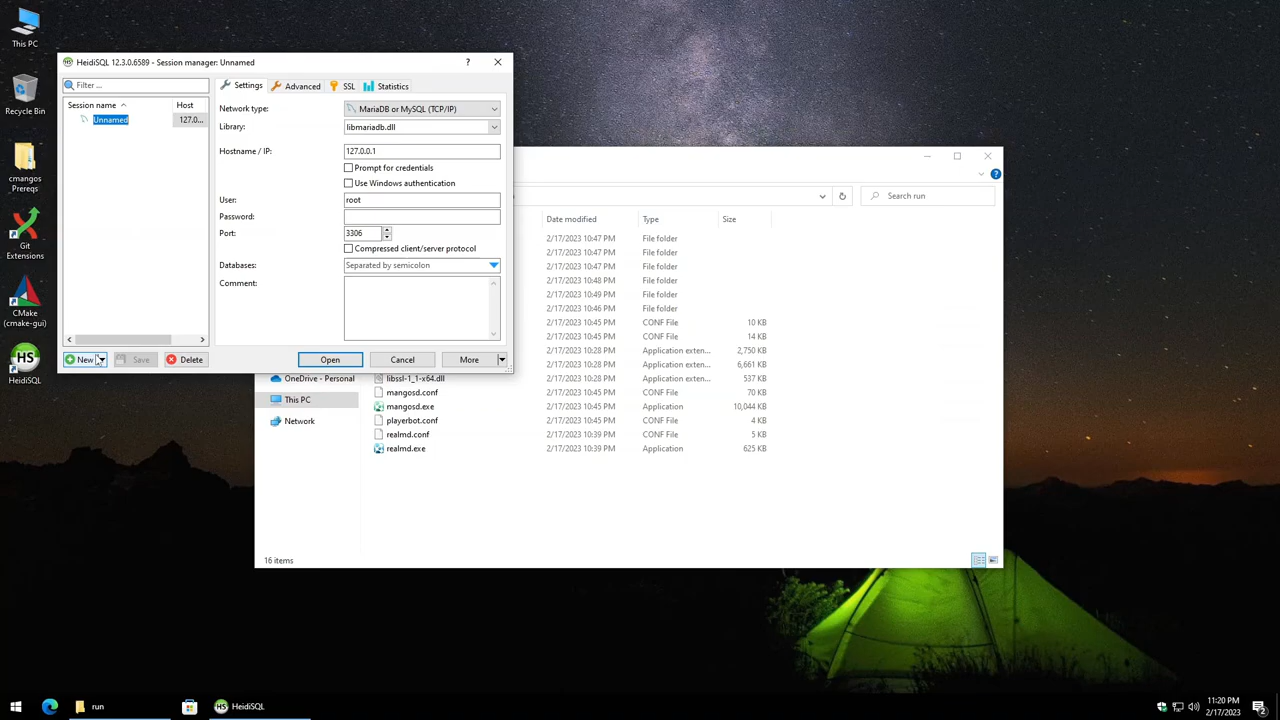 This PC
Recycle Bin
cmangos
Prereqs
Git
Extensions
CMake
(cmake-gui)
HeidiSQL
HeidiSQL 12.3.0.6589 - Session manager: Unnamed
?
Filter ...
Session name
Host
Unnamed
127.0...
Settings
Advanced
SSL
Statistics
Network type:
MariaDB or MySQL (TCP/IP)
Library:
libmariadb.dll
Hostname / IP:
127.0.0.1
Prompt for credentials
Use Windows authentication
User:
root
Password:
Port:
3306
Compressed client/server protocol
Databases:
Separated by semicolon
Comment:
New
Save
Delete
Open
Cancel
More
Search run
Date modified
Type
Size
2/17/2023 10:47 PM File folder
2/17/2023 10:47 PM File folder
2/17/2023 10:47 PM File folder
2/17/2023 10:48 PM File folder
2/17/2023 10:49 PM File folder
2/17/2023 10:46 PM File folder
2/17/2023 10:45 PM CONF File 10 KB
2/17/2023 10:45 PM CONF File 14 KB
2/17/2023 10:28 PM Application exten... 2,750 KB
2/17/2023 10:28 PM Application exten... 6,661 KB
libssl-1_1-x64.dll 2/17/2023 10:28 PM Application exten... 537 KB
mangosd.conf 2/17/2023 10:45 PM CONF File 70 KB
mangosd.exe 2/17/2023 10:45 PM Application 10,044 KB
playerbot.conf 2/17/2023 10:45 PM CONF File 4 KB
realmd.conf 2/17/2023 10:39 PM CONF File 5 KB
realmd.exe 2/17/2023 10:39 PM Application 625 KB
OneDrive - Personal
This PC
Network
16 items
run
HeidiSQL
11:20 PM
2/17/2023
2